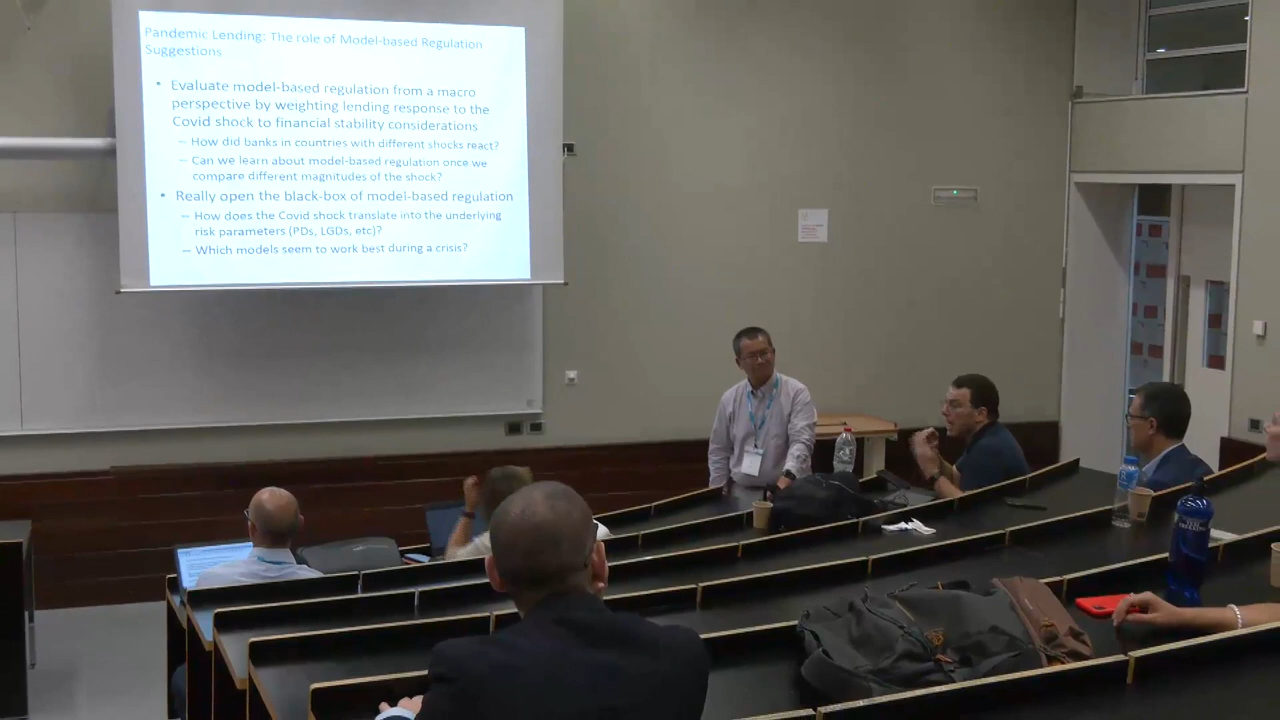 Pandemic Lending: The role of Model-based Regulation
Suggestions
• Evaluate model-based regulation from a macro
perspective by weighting lending response to the
Covid shock to financial stability considerations
– How did banks in countries with different shocks react?
– Can we learn about model-based regulation once we
compare different magnitudes of the shock?
• Really open the black-box of model-based regulation
– How does the Covid shock translate into the underlying
risk parameters (PDs, LGDs, etc)?
– Which models seem to work best during a crisis?